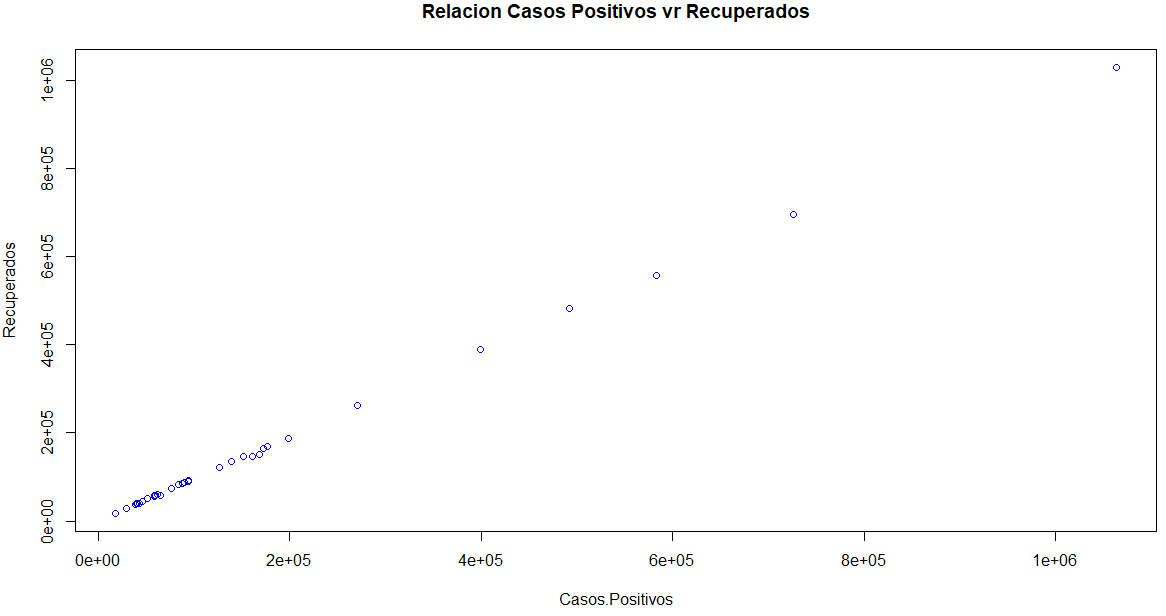 Relacion Casos Positivos vr Recuperados
Recuperados
1e+06
8e+05
6e+05
4e+05
2e+05
0e+00
0e+00 2e+05 4e+05 6e+05 8e+05 1e+06
Casos.Positivos